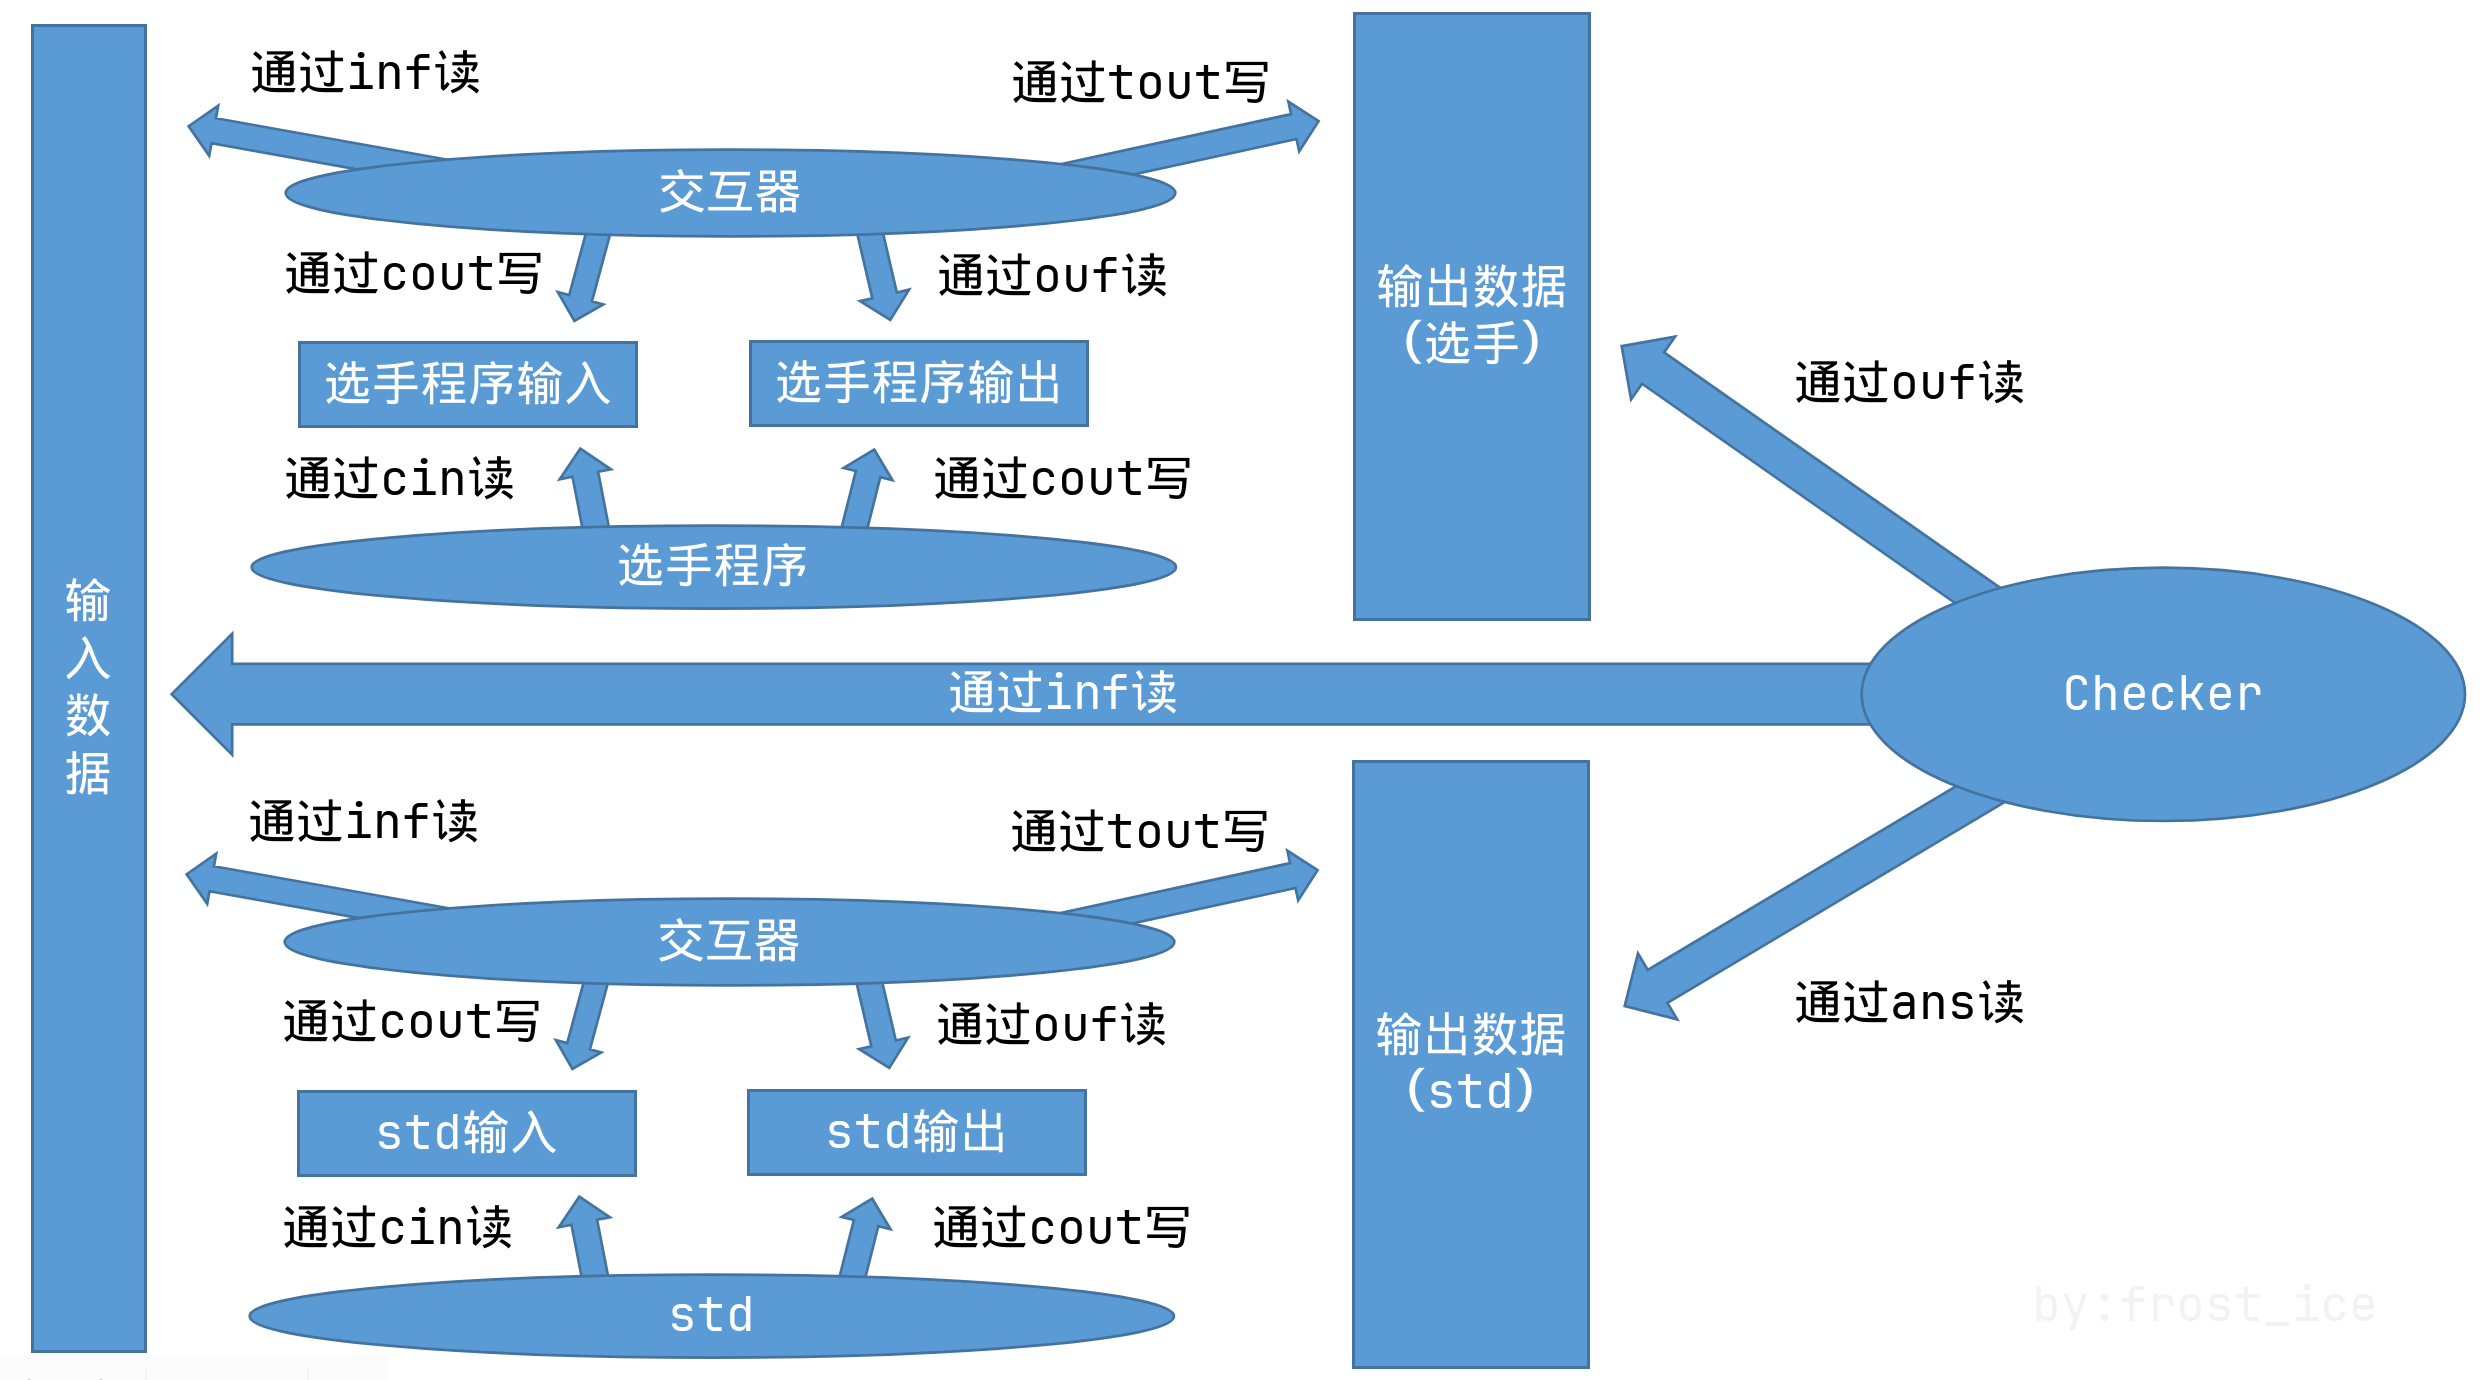 输
入
数
据
通过inf读
通过tout写
交互器
通过cout写
通过ouf读
选手程序输入
选手程序输出
通过cin读
通过cout写
选手程序
输出数据
(选手)
通过ouf读
通过inf读
Checker
通过inf读
通过tout写
交互器
通过cout写
通过ouf读
std输入
std输出
通过cin读
通过cout写
std
输出数据
(std)
通过ans读
by:frost_ice